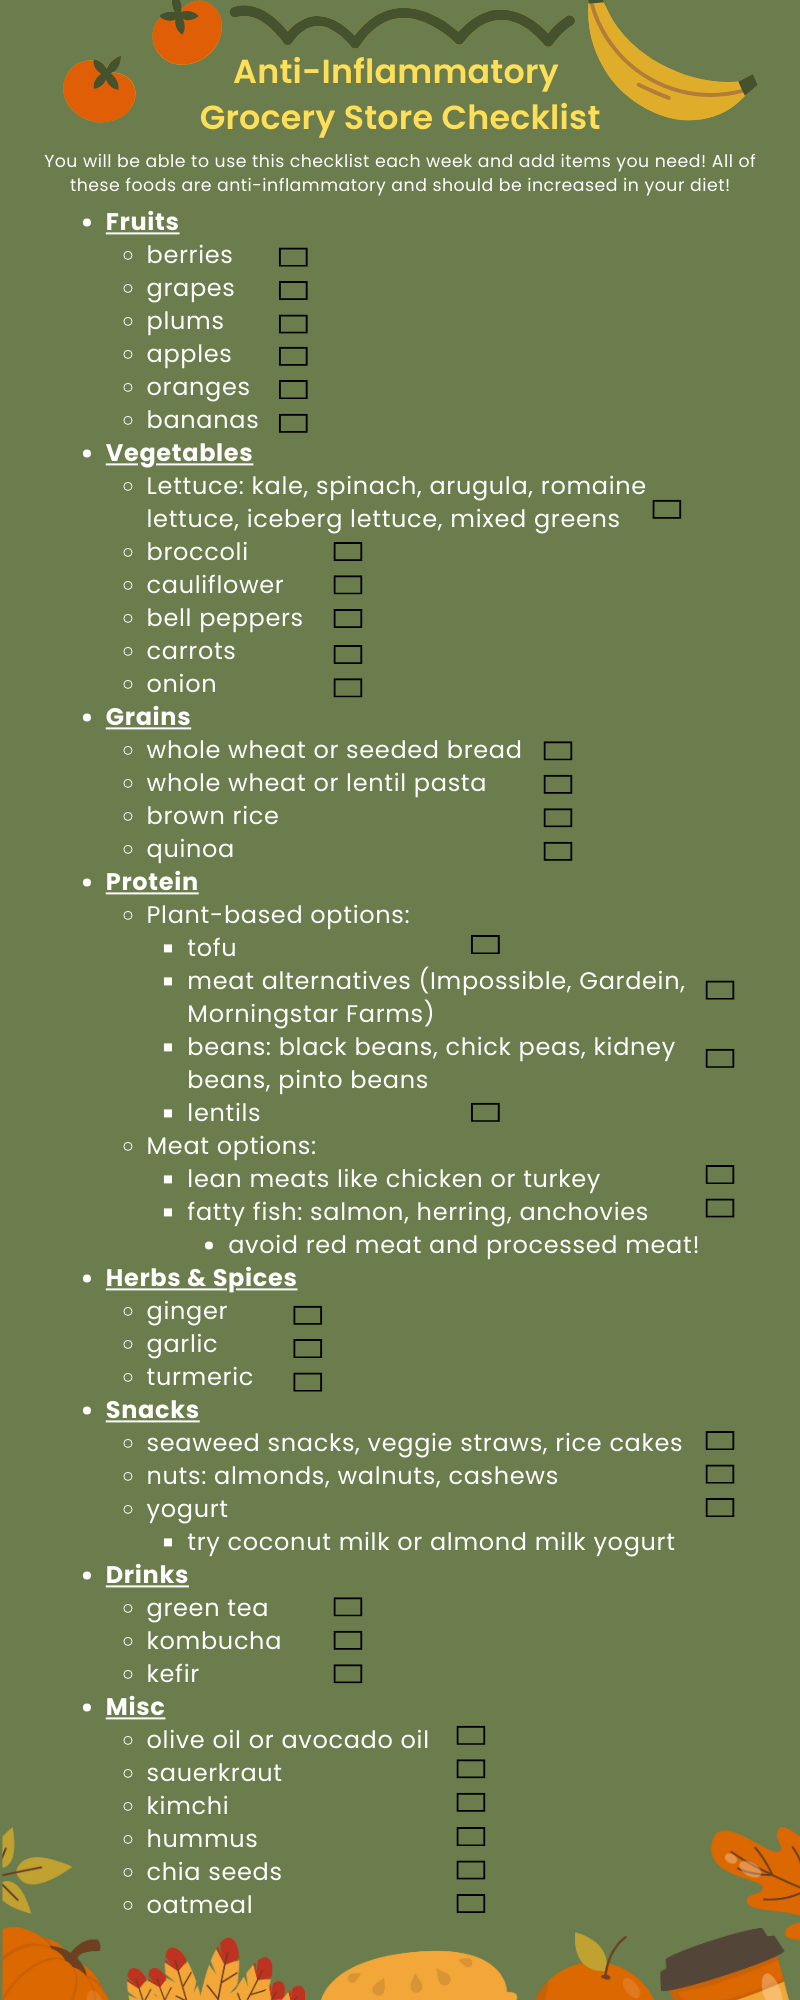 Anti-Inflammatory
Grocery Store Checklist
You will be able to use this checklist each week and add items you need! All of
these foods are anti-inflammatory and should be increased in your diet!
Fruits
berries
grapes
plums
apples
oranges
bananas
Vegetables
Lettuce: kale, spinach, arugula, romaine
lettuce, iceberg lettuce, mixed greens
broccoli
cauliflower
bell peppers
carrots
onion
Grains
whole wheat or seeded bread
whole wheat or lentil pasta
brown rice
quinoa
Protein
Plant-based options:
tofu
meat alternatives (Impossible, Gardein,
Morningstar Farms)
beans: black beans, chick peas, kidney
beans, pinto beans
lentils
Meat options:
lean meats like chicken or turkey
fatty fish: salmon, herring, anchovies
avoid red meat and processed meat!
Herbs & Spices
ginger
garlic
turmeric
Snacks
seaweed snacks, veggie straws, rice cakes
nuts: almonds, walnuts, cashews
yogurt
try coconut milk or almond milk yogurt
Drinks
green tea
kombucha
kefir
Misc
olive oil or avocado oil
sauerkraut
kimchi
hummus
chia seeds
oatmeal